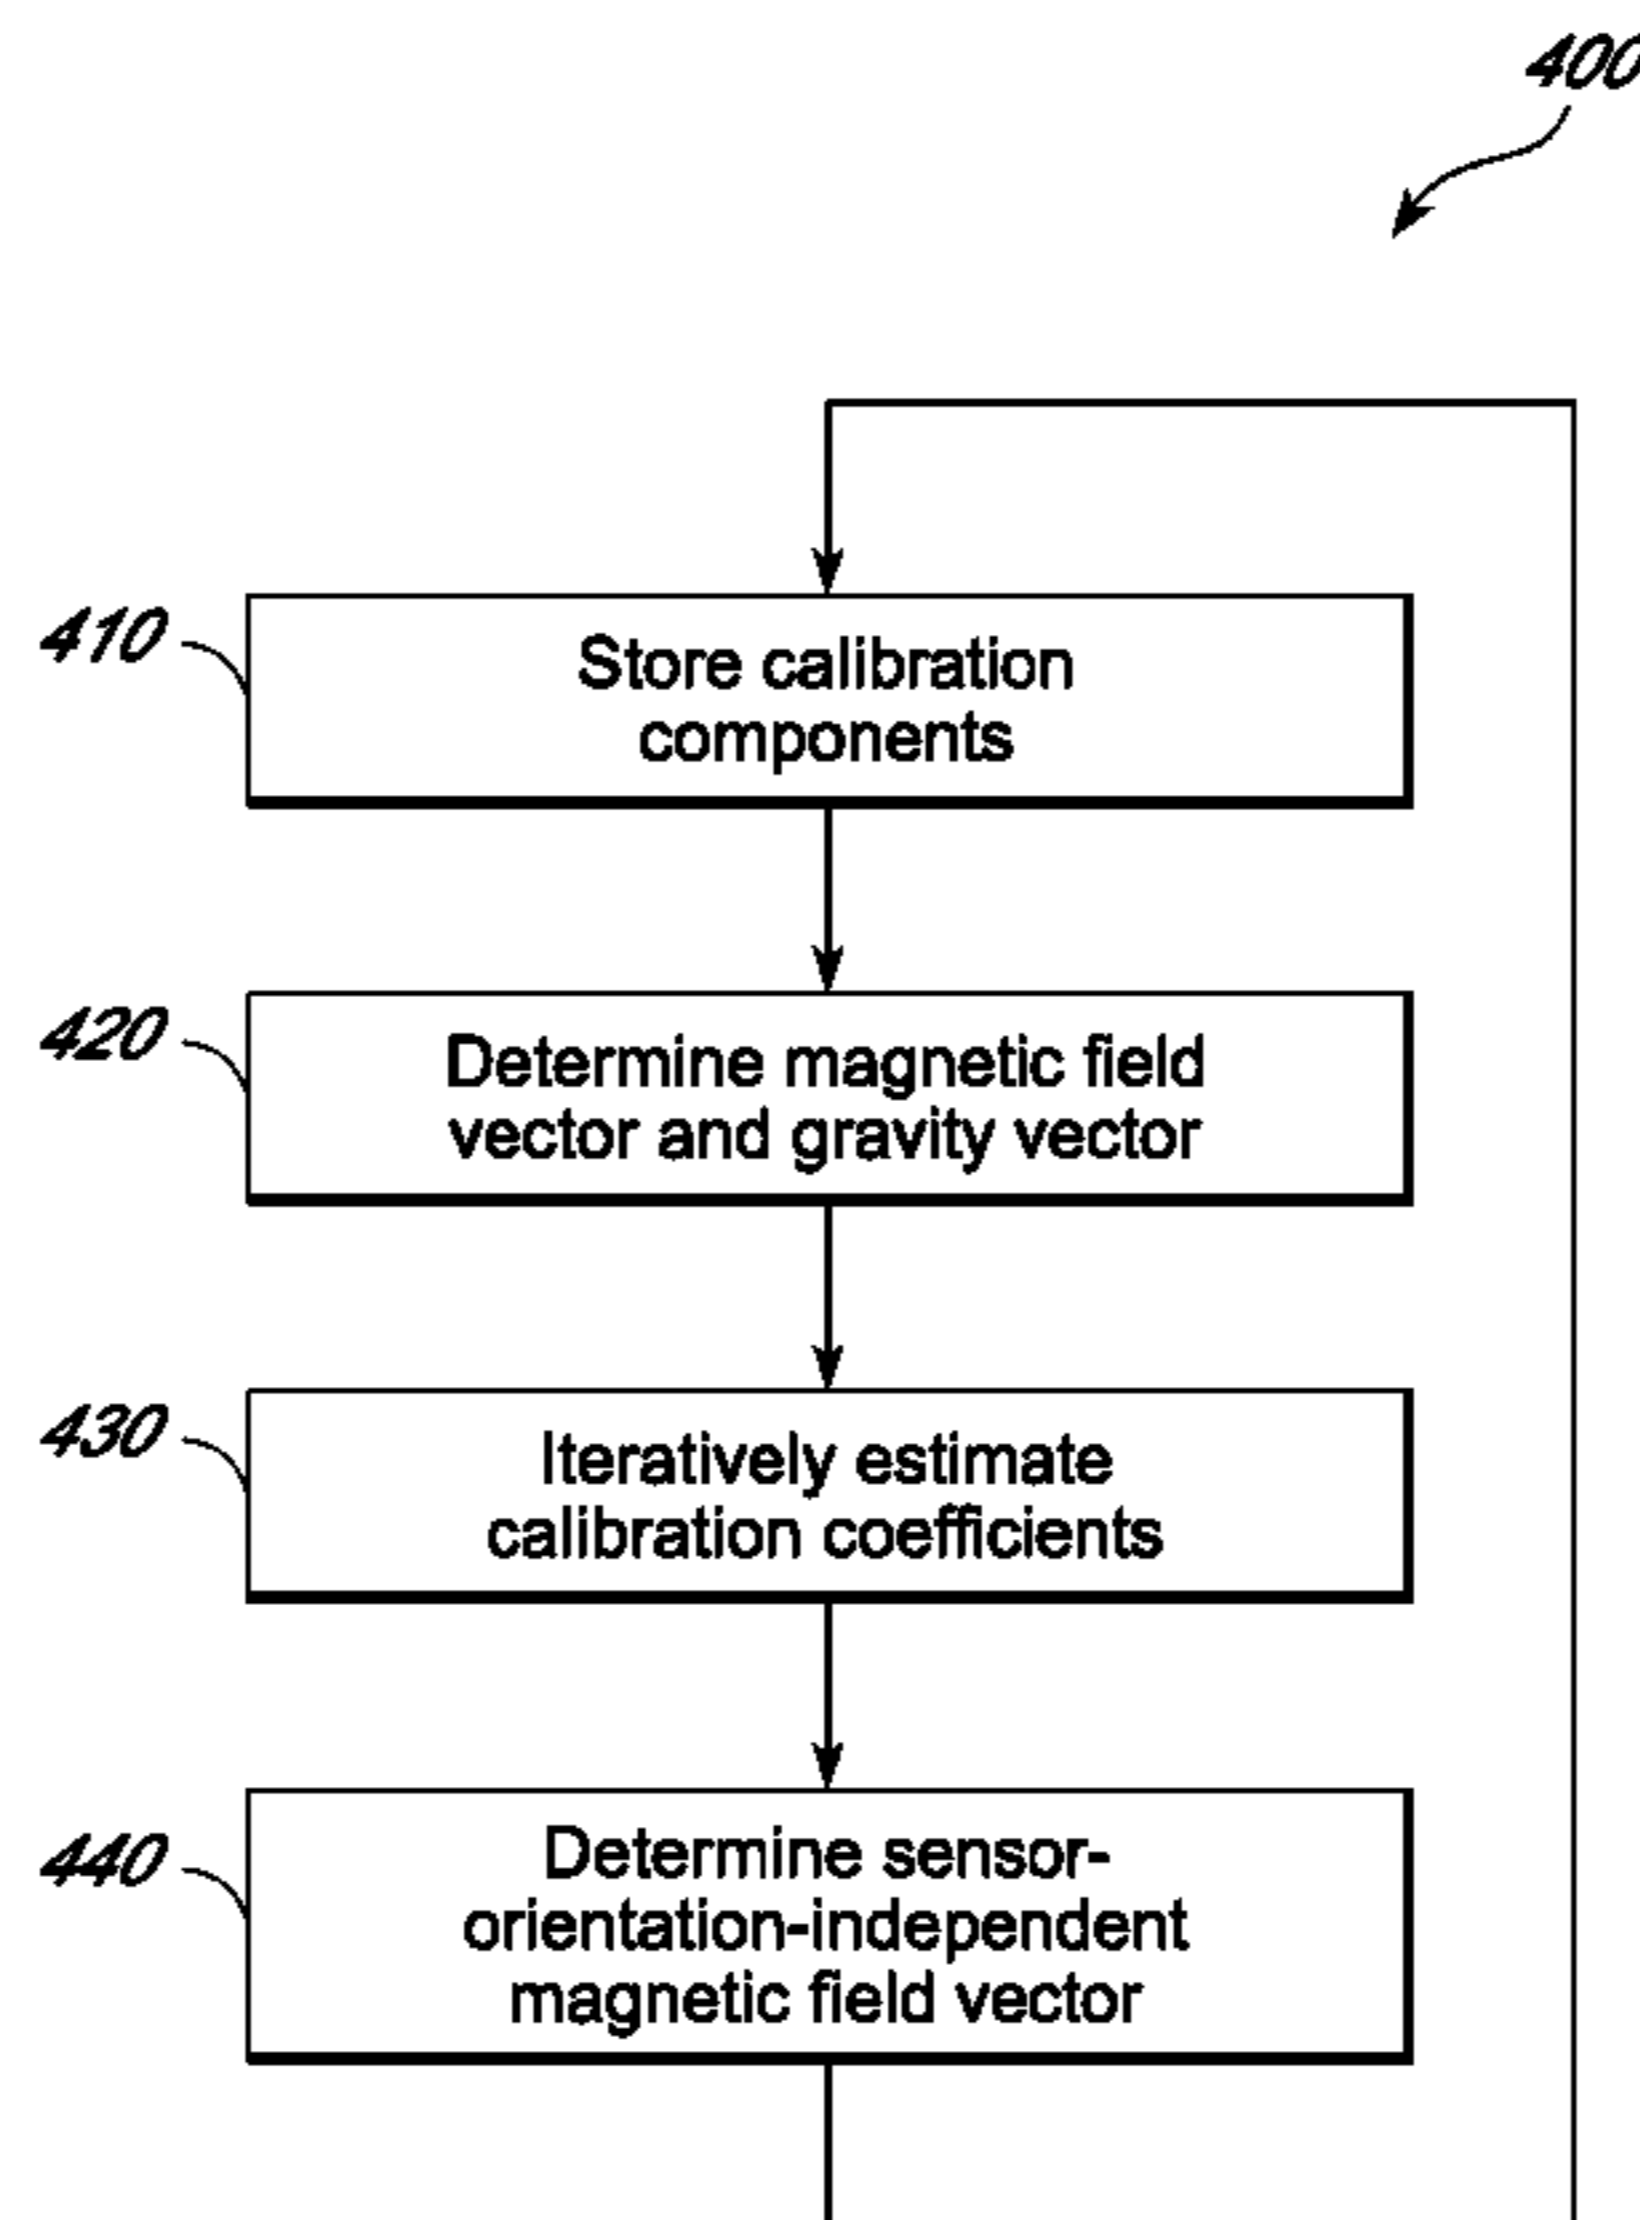 400
410
Store calibration
components
420
Determine magnetic field
vector and gravity vector
430
Iteratively estimate
calibration coefficients
440
Determine sensor-
orientation-independent
magnetic field vector